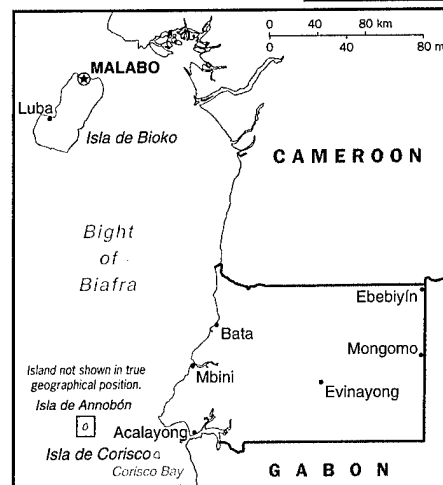 0 40 80 km
0 40 80 m
MALABO
Luba
Isla de Bioko
CAMEROON
Bight
of
Biafra
Ebebiyín
Bata
Mongomo
Mbini
Island not shown in true
geographical position.
Evinayong
Isla de Annobón
Acalayong
Isla de Corisco
Corisco Bay
GABON